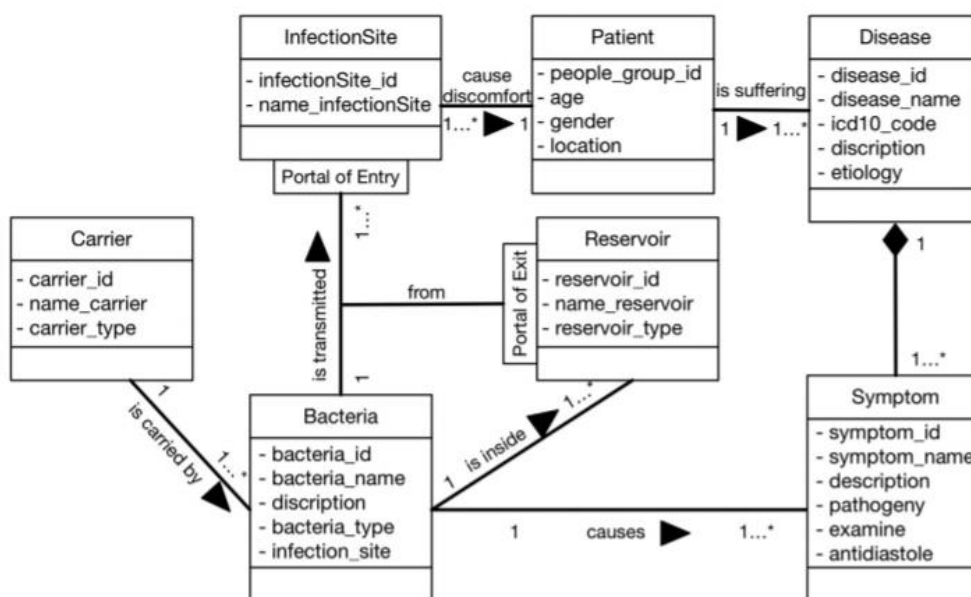 InfectionSite
- infectionSite_id
- name_infectionSite
Portal of Entry
cause
discomfort
1...* 1
Patient
- people_group_id
- age
- gender
- location
is suffering
1 1...*
Disease
- disease_id
- disease_name
- icd10_code
- discription
- etiology
Carrier
- carrier_id
- name_carrier
- carrier_type
is transmitted
1...*
1
from
Portal of Exit
Reservoir
- reservoir_id
- name_reservoir
- reservoir_type
1
1...*
1
is carried by
1...*
Bacteria
- bacteria_id
- bacteria_name
- discription
- bacteria_type
- infection_site
1
is inside
1...*
1 causes 1...*
Symptom
- symptom_id
- symptom_name
- description
- pathogeny
- examine
- antidiastole